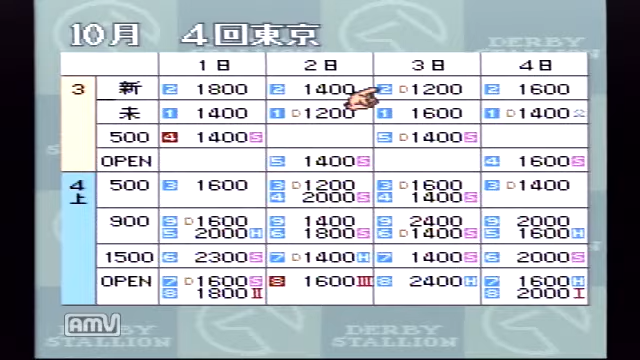 10月 4回東京
1日 2日 3日 4日
3 新 2 1800 2 1400 2 D1200 2 1600
未 1 1400 1 D1200 1 1600 1 D1400
500 4 1400S 5 D1400S
OPEN 5 1400S 4 1600S
4上 500 3 1600 3 D1200 3 D1600 3 D1400
4 2000S 4 1400S
900 9 D1600 9 1400 9 2400 9 2000
5 2000H 6 1800S 6 D1400S 5 1600H
1500 6 2300S 7 D1400H 7 1400S 6 2000S
OPEN 7 D1600S 8 1600III 8 2400H 7 1600H
8 1800II 8 2000I
AMV
DERBY STALLION
DERBY STALLION
DERBY STALLION